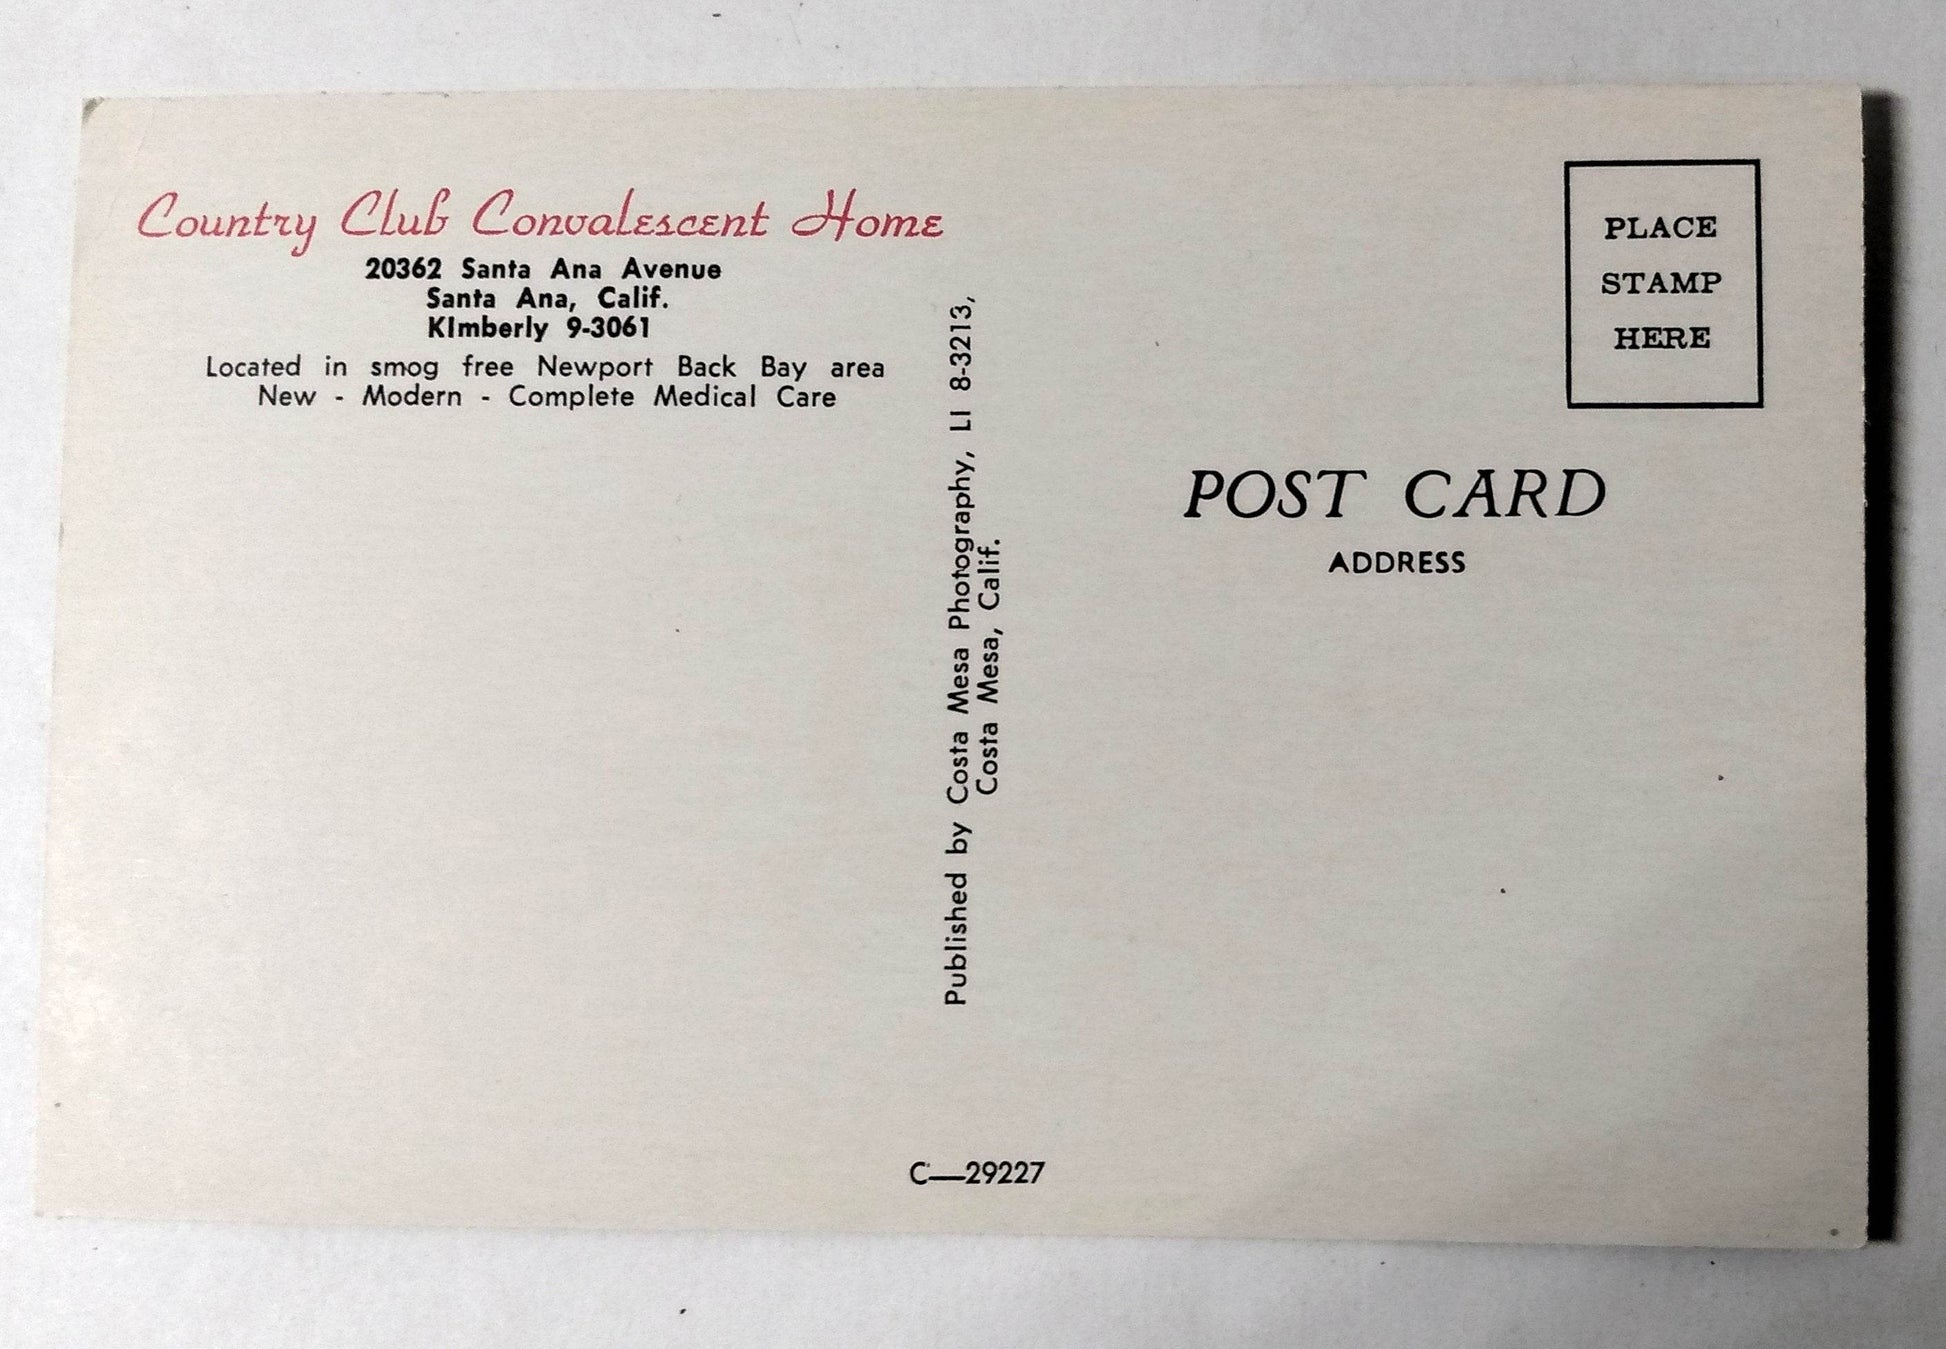 Country Club Convalescent Home
20362 Santa Ana Avenue
Santa Ana, Calif.
KImberly 9-3061
Located in smog free Newport Back Bay area
New - Modern - Complete Medical Care
Published by Costa Mesa Photography, LI 8-3213,
Costa Mesa, Calif.
PLACE
STAMP
HERE
POST CARD
ADDRESS
C—29227